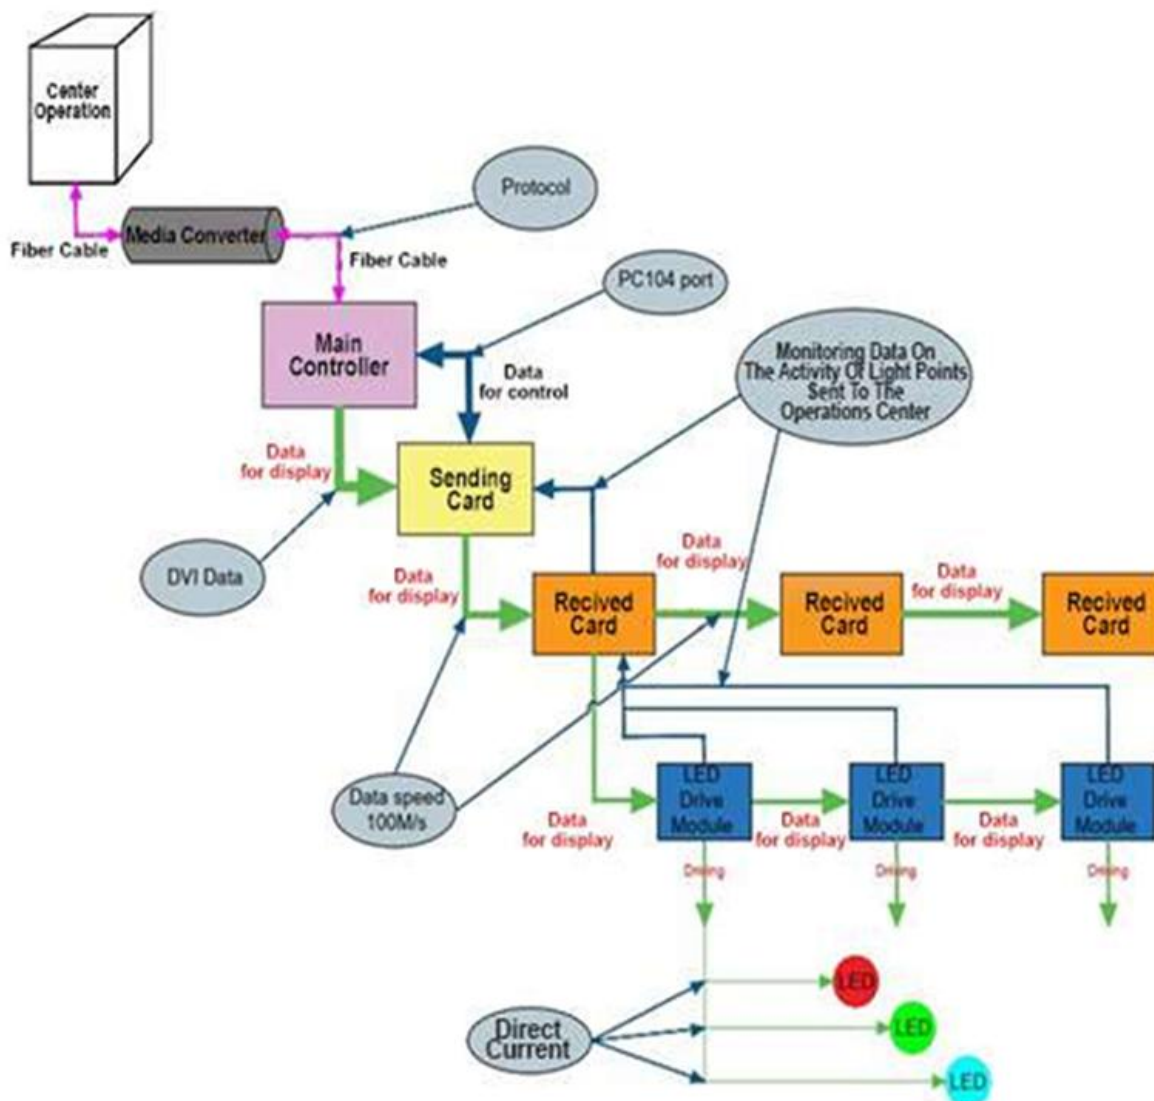 Center
Operation
Protocol
Media Converter
Fiber Cable
Fiber Cable
PC104 port
Main
Controller
Data
for control
Monitoring Data On
The Activity Of Light Points
Sent To The
Operations Center
Data
for display
Sending
Card
DVI Data
Data
for display
Data
for display
Recived
Card
Recived
Card
Data
for display
Recived
Card
Data speed
100M/s
LED
Drive
Module
LED
Drive
Module
LED
Drive
Module
Data
for display
Data
for display
Data
for display
Driving
Driving
Driving
LED
Direct
Current
LED
LED